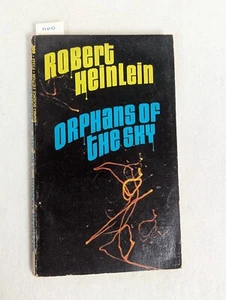 Robert
Heinlein
Orphans of
the Sky